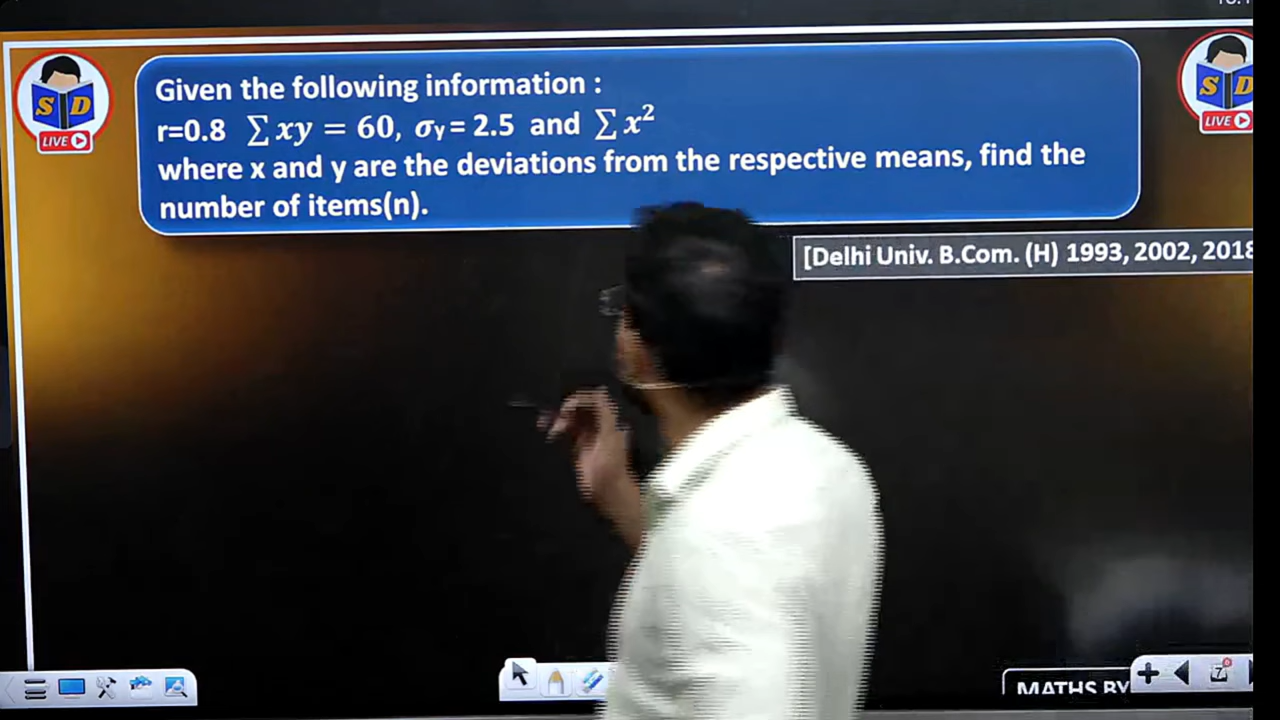 Given the following information :
r=0.8 ∑xy = 60, σY = 2.5 and ∑x²
where x and y are the deviations from the respective means, find the
number of items(n).
[Delhi Univ. B.Com. (H) 1993, 2002, 2018
S D
LIVE
S D
LIVE
MATHS BY